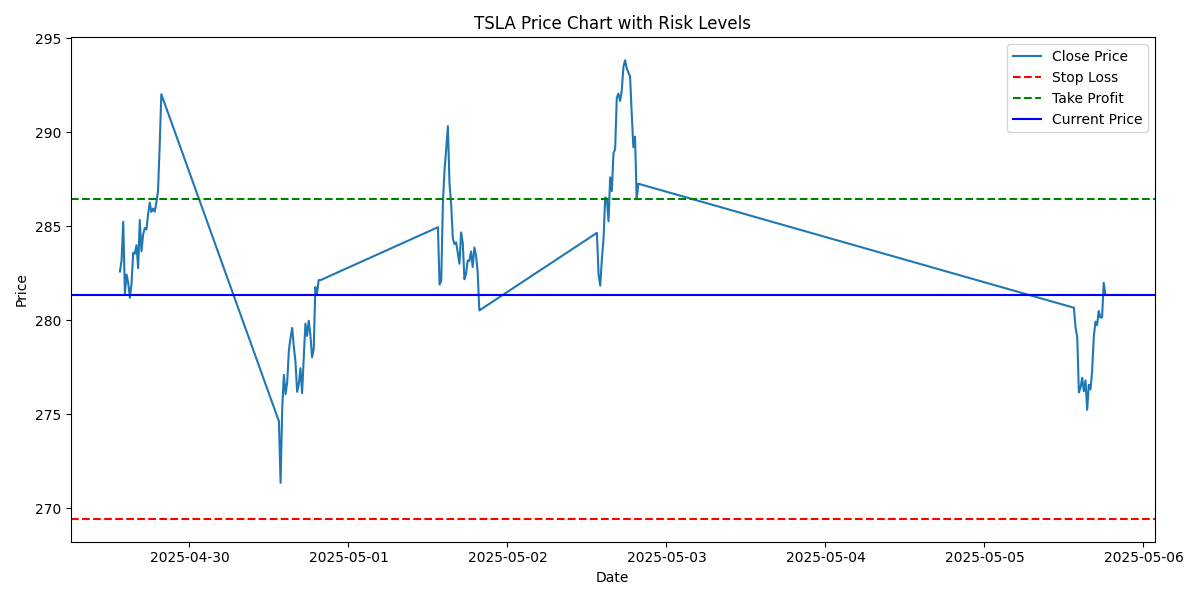 TSLA Price Chart with Risk Levels
295
290
285
280
275
270
Price
Close Price
Stop Loss
Take Profit
Current Price
2025-04-30
2025-05-01
2025-05-02
2025-05-03
2025-05-04
2025-05-05
2025-05-06
Date